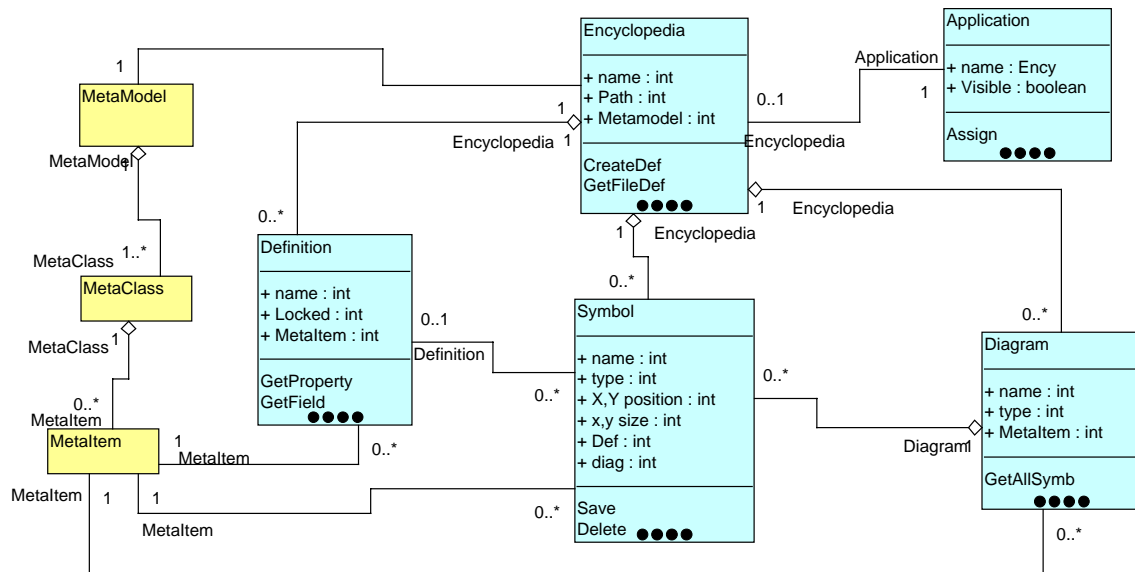 Encyclopedia
+ name : int
+ Path : int
+ Metamodel : int
CreateDef
GetFileDef
Application
+ name : Ency
+ Visible : boolean
Assign
Application
1
0..1
Encyclopedia
1
MetaModel
MetaModel
1
1
1
Encyclopedia
1
Encyclopedia
1
Encyclopedia
0..*
1..*
MetaClass
MetaClass
1
MetaClass
0..*
MetaItem
MetaItem
Definition
+ name : int
+ Locked : int
+ MetaItem : int
GetProperty
GetField
0..1
Definition
0..*
0..*
Symbol
+ name : int
+ type : int
+ X,Y position : int
+ x,y size : int
+ Def : int
+ diag : int
Save
Delete
0..*
0..*
Diagram
+ name : int
+ type : int
+ MetaItem : int
GetAllSymb
Diagram
1
1
MetaItem
0..*
MetaItem
1
1
MetaItem
0..*
0..*